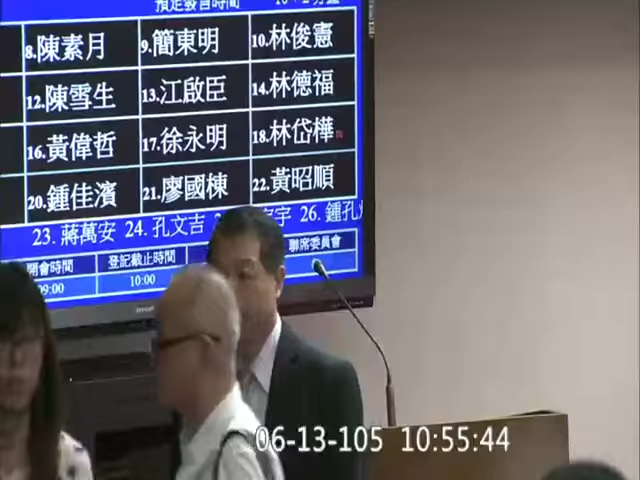 預定發言時間
8.陳素月 9.簡東明 10.林俊憲
12.陳雪生 13.江啟臣 14.林德福
16.黃偉哲 17.徐永明 18.林岱樺
20.鍾佳濱 21.廖國棟 22.黃昭順
23.蔣萬安 24.孔文吉 26.鍾孔
開會時間 登記截止時間 聯席委員會
09:00 10:00
06-13-105 10:55:44